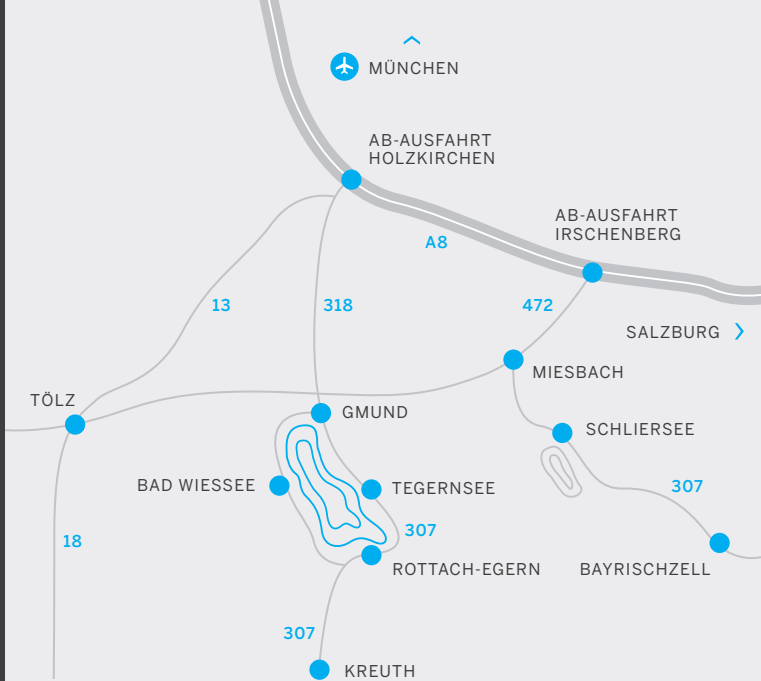 MÜNCHEN
AB-AUSFAHRT
HOLZKIRCHEN
AB-AUSFAHRT
IRSCHENBERG
A8
13
318
472
SALZBURG
MIESBACH
TÖLZ
GMUND
SCHLIERSEE
BAD WIESSEE
TEGERNSEE
307
307
18
ROTTACH-EGERN
BAYRISCHZELL
307
KREUTH